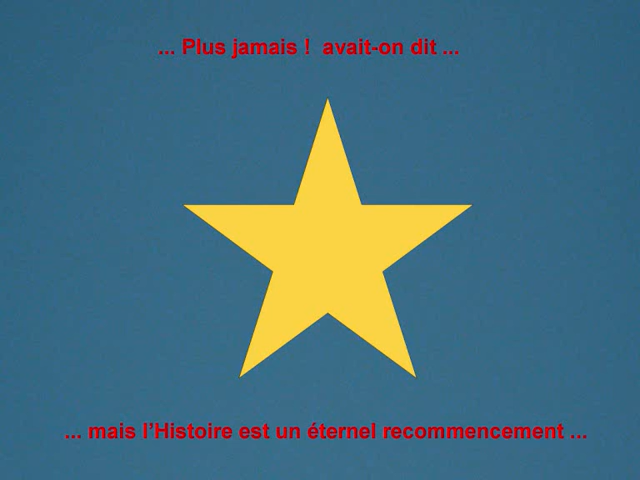 ... Plus jamais !  avait-on dit ...
... mais l’Histoire est un éternel recommencement ...